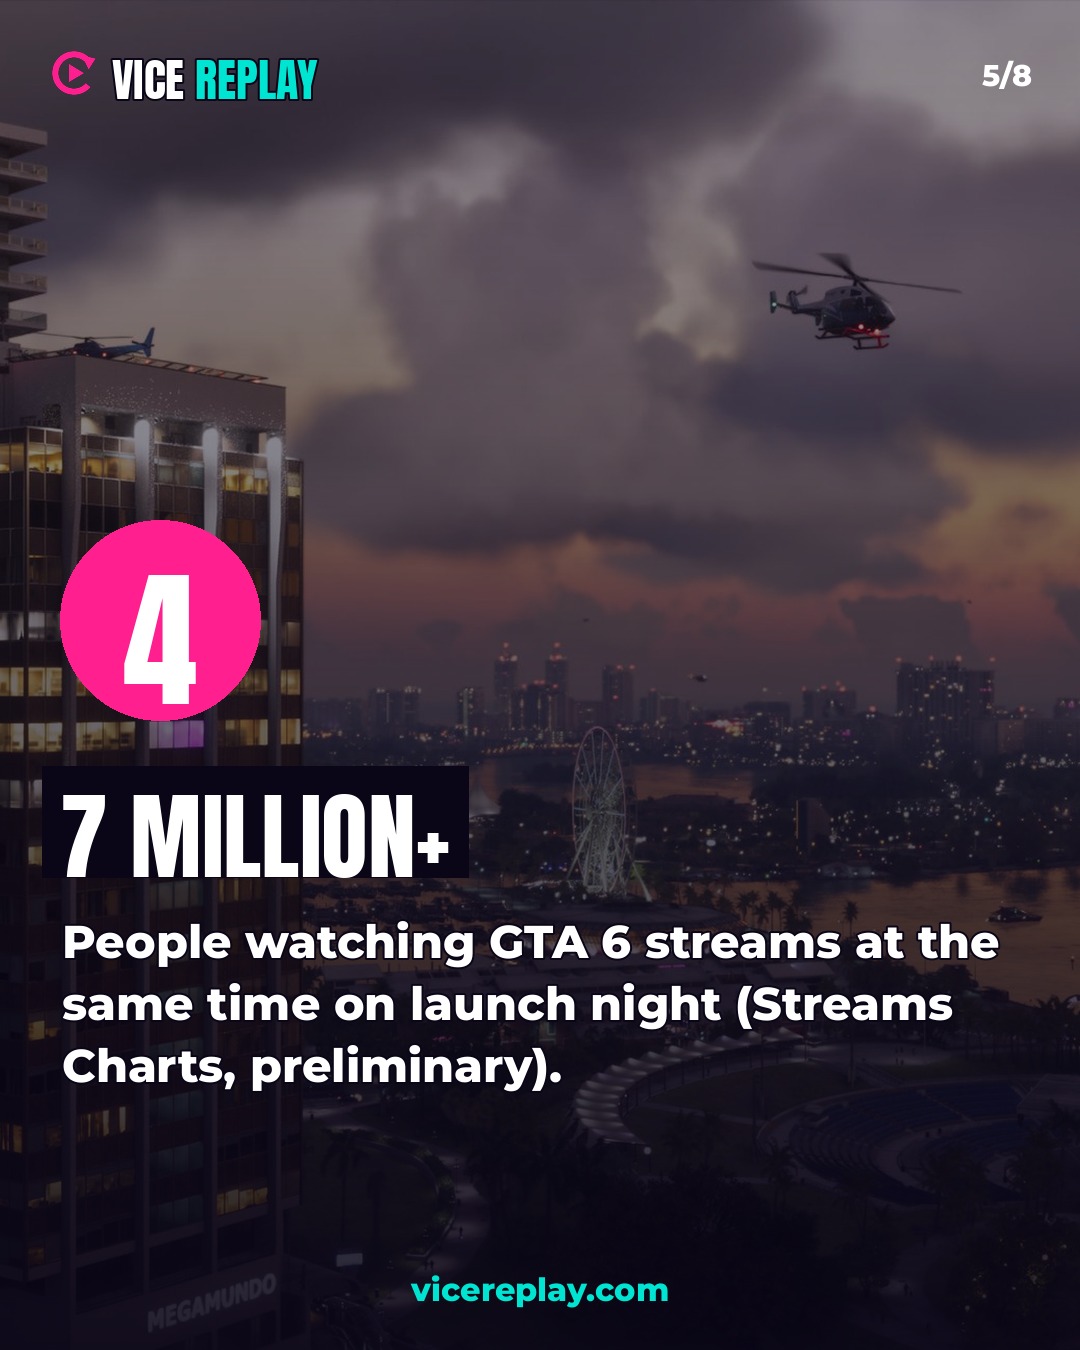 VICE REPLAY
5/8
4
7 MILLION+
People watching GTA 6 streams at the
same time on launch night (Streams
Charts, preliminary).
MEGAMUNDO
vicereplay.com